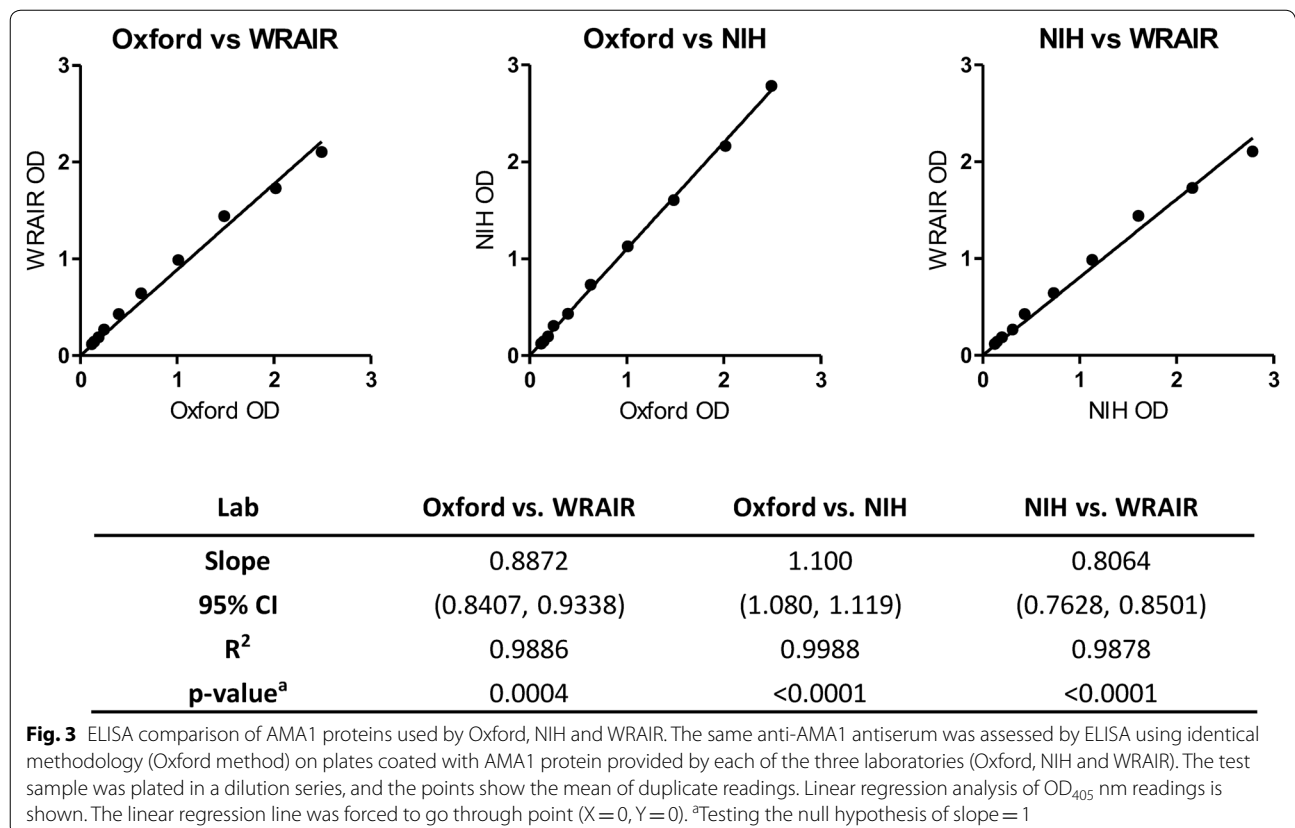 Oxford vs WRAIR
3
2
1
0
0 1 2 3
WRAIR OD
Oxford OD
Oxford vs NIH
3
2
1
0
0 1 2 3
NIH OD
Oxford OD
NIH vs WRAIR
3
2
1
0
0 1 2 3
WRAIR OD
NIH OD
Lab Oxford vs. WRAIR Oxford vs. NIH NIH vs. WRAIR
Slope 0.8872 1.100 0.8064
95% CI (0.8407, 0.9338) (1.080, 1.119) (0.7628, 0.8501)
R² 0.9886 0.9988 0.9878
p-valueᵃ 0.0004 <0.0001 <0.0001
Fig. 3 ELISA comparison of AMA1 proteins used by Oxford, NIH and WRAIR. The same anti-AMA1 antiserum was assessed by ELISA using identical
methodology (Oxford method) on plates coated with AMA1 protein provided by each of the three laboratories (Oxford, NIH and WRAIR). The test
sample was plated in a dilution series, and the points show the mean of duplicate readings. Linear regression analysis of OD₄₀₅ nm readings is
shown. The linear regression line was forced to go through point (X = 0, Y = 0). ᵃTesting the null hypothesis of slope = 1